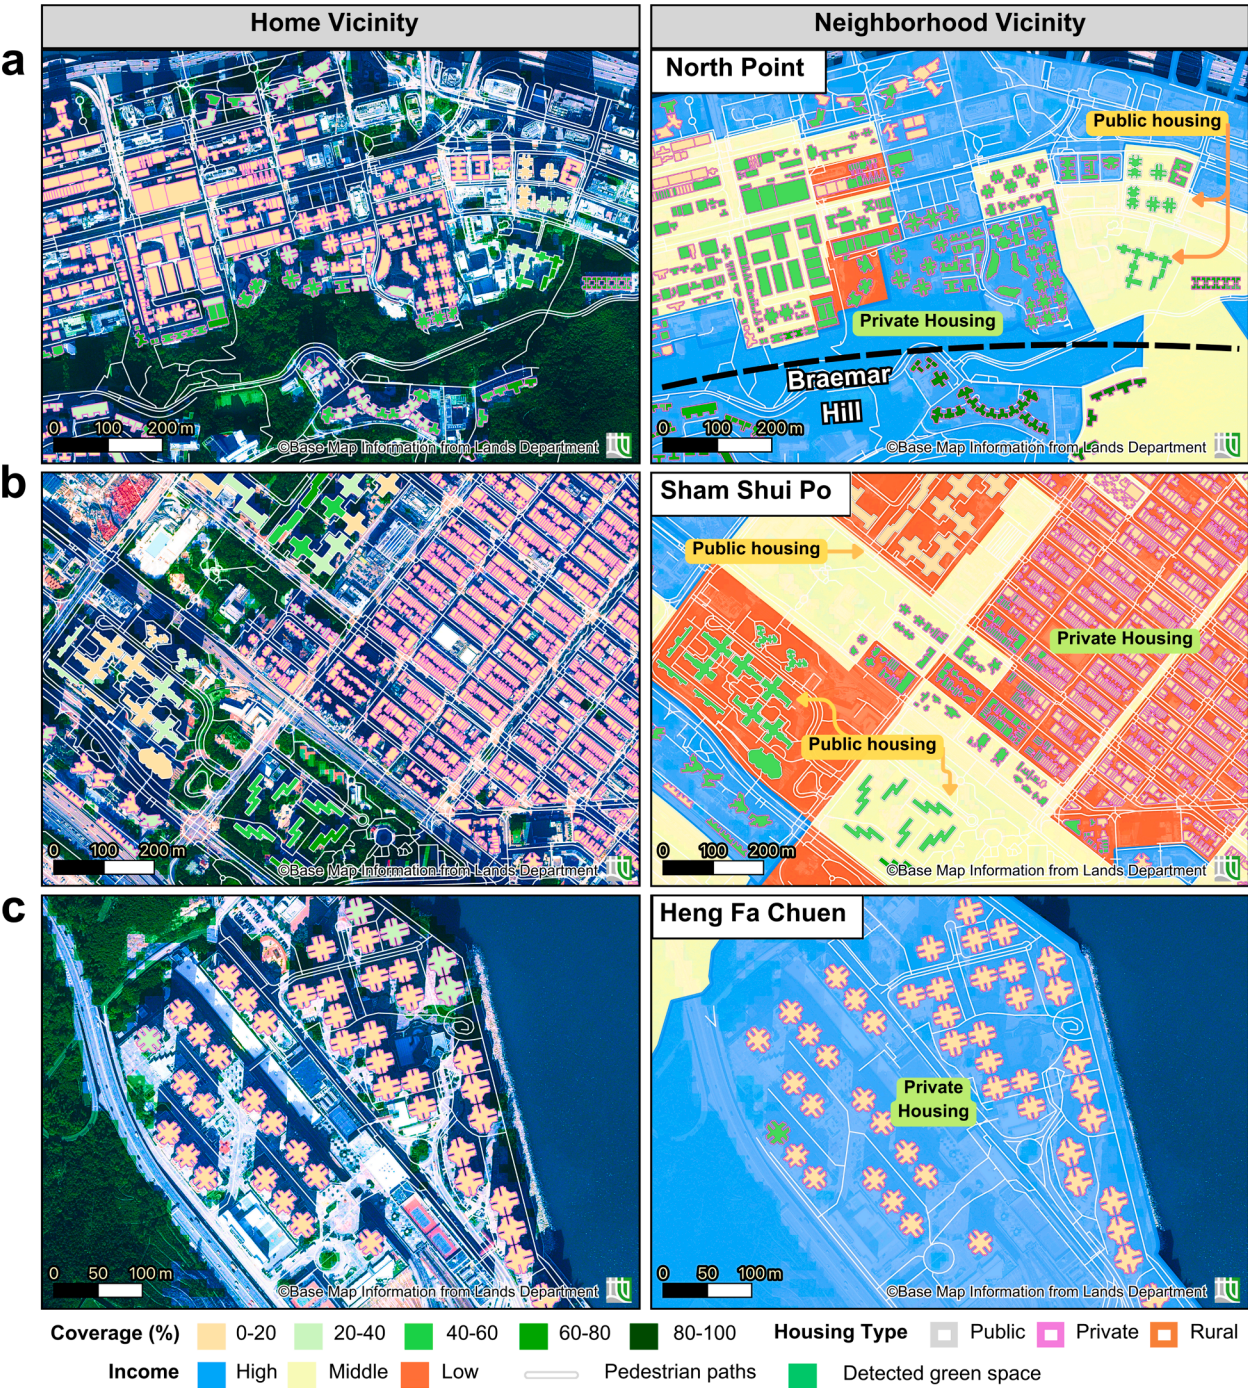 Home Vicinity
Neighborhood Vicinity
a
North Point
Public housing
Private Housing
Braemar
Hill
0 100 200 m
©Base Map Information from Lands Department
0 100 200 m
©Base Map Information from Lands Department
b
Sham Shui Po
Public housing
Private Housing
Public housing
0 100 200 m
©Base Map Information from Lands Department
0 100 200 m
©Base Map Information from Lands Department
c
Heng Fa Chuen
Private
Housing
0 50 100 m
©Base Map Information from Lands Department
0 50 100 m
©Base Map Information from Lands Department
Coverage (%) 0-20 20-40 40-60 60-80 80-100 Housing Type Public Private Rural
Income High Middle Low Pedestrian paths Detected green space